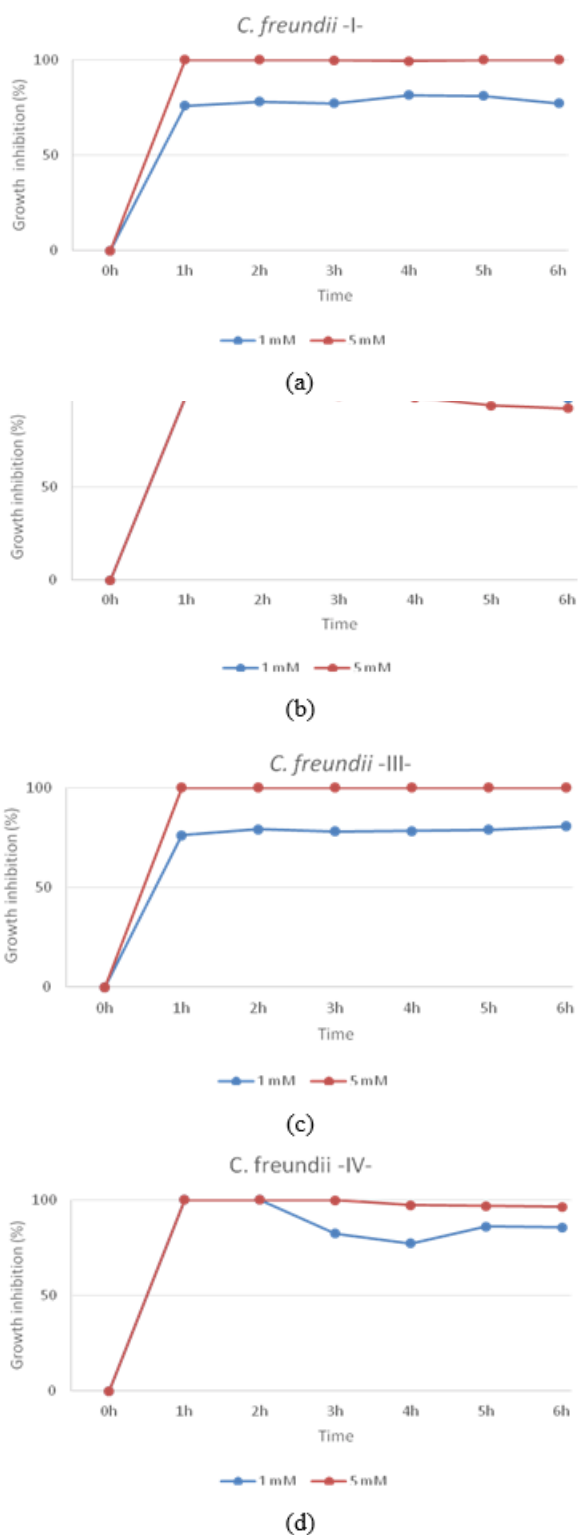 C. freundii -I-
Growth inhibition (%)
100
50
0
0h 1h 2h 3h 4h 5h 6h
Time
1 mM 5 mM
(a)
Growth inhibition (%)
50
0
0h 1h 2h 3h 4h 5h 6h
Time
1 mM 5 mM
(b)
C. freundii -III-
Growth inhibition (%)
100
50
0
0h 1h 2h 3h 4h 5h 6h
Time
1 mM 5 mM
(c)
C. freundii -IV-
Growth inhibition (%)
100
50
0
0h 1h 2h 3h 4h 5h 6h
Time
1 mM 5 mM
(d)